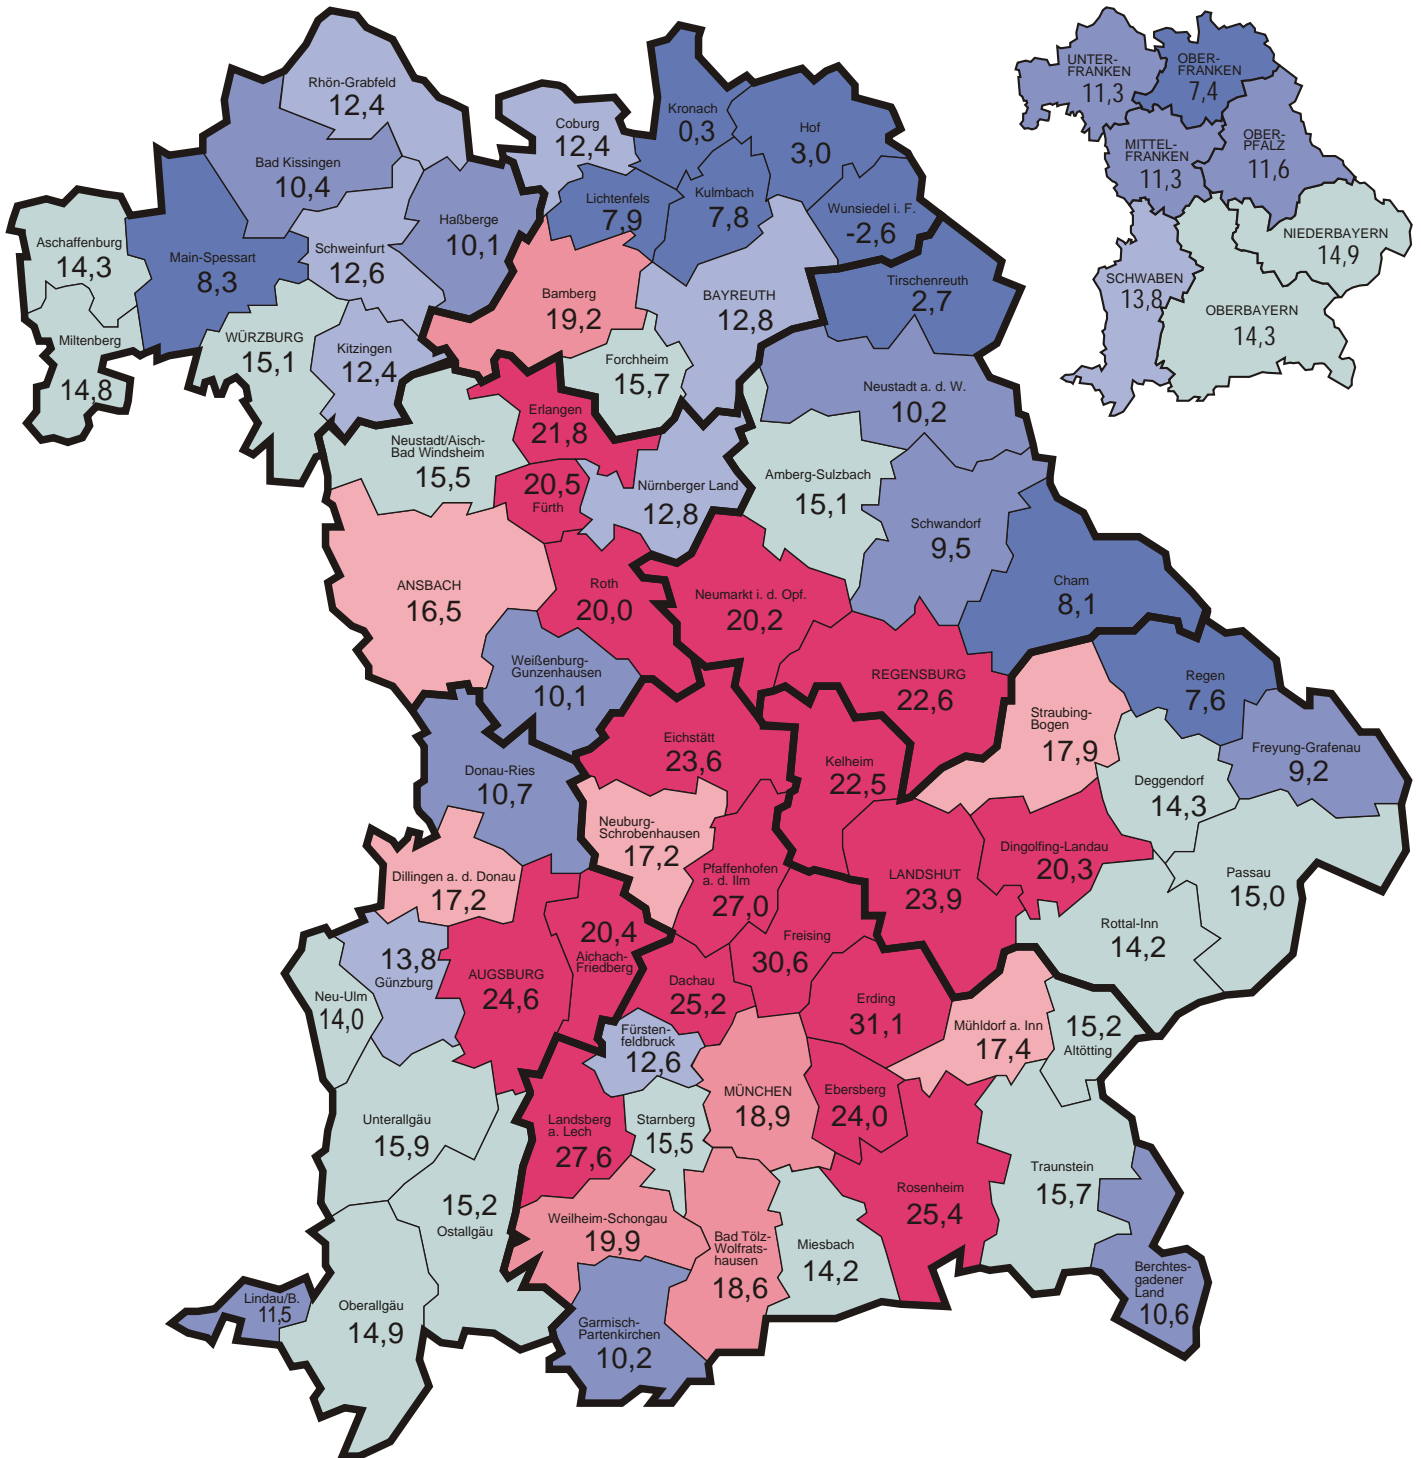 Rhön-Grabfeld
12,4
Bad Kissingen
10,4
Aschaffenburg
14,3
Main-Spessart
8,3
Schweinfurt
12,6
Haßberge
10,1
Miltenberg
14,8
WÜRZBURG
15,1
Kitzingen
12,4
Coburg
12,4
Kronach
0,3
Hof
3,0
Lichtenfels
7,9
Kulmbach
7,8
Wunsiedel i. F.
-2,6
Bamberg
19,2
BAYREUTH
12,8
Forchheim
15,7
Tirschenreuth
2,7
Neustadt a. d. W.
10,2
Amberg-Sulzbach
15,1
Schwandorf
9,5
Cham
8,1
Neumarkt i. d. Opf.
20,2
REGENSBURG
22,6
Erlangen
21,8
Neustadt/Aisch-
Bad Windsheim
15,5
20,5
Fürth
Nürnberger Land
12,8
ANSBACH
16,5
Roth
20,0
Weißenburg-
Gunzenhausen
10,1
Regen
7,6
Straubing-
Bogen
17,9
Freyung-Grafenau
9,2
Deggendorf
14,3
Kelheim
22,5
LANDSHUT
23,9
Dingolfing-Landau
20,3
Passau
15,0
Rottal-Inn
14,2
Donau-Ries
10,7
Dillingen a. d. Donau
17,2
13,8
Günzburg
Neu-Ulm
14,0
AUGSBURG
24,6
20,4
Aichach-
Friedberg
Unterallgäu
15,9
15,2
Ostallgäu
Lindau/B.
11,5
Oberallgäu
14,9
Eichstätt
23,6
Neuburg-
Schrobenhausen
17,2
Pfaffenhofen
a. d. Ilm
27,0
Freising
30,6
Dachau
25,2
Erding
31,1
Mühldorf a. Inn
17,4
15,2
Altötting
Fürsten-
feldbruck
12,6
MÜNCHEN
18,9
Ebersberg
24,0
Landsberg
a. Lech
27,6
Starnberg
15,5
Rosenheim
25,4
Traunstein
15,7
Weilheim-Schongau
19,9
Bad Tölz-
Wolfrats-
hausen
18,6
Miesbach
14,2
Berchtes-
gadener
Land
10,6
Garmisch-
Partenkirchen
10,2
UNTER-
FRANKEN
11,3
OBER-
FRANKEN
7,4
MITTEL-
FRANKEN
11,3
OBER-
PFALZ
11,6
NIEDERBAYERN
14,9
SCHWABEN
13,8
OBERBAYERN
14,3